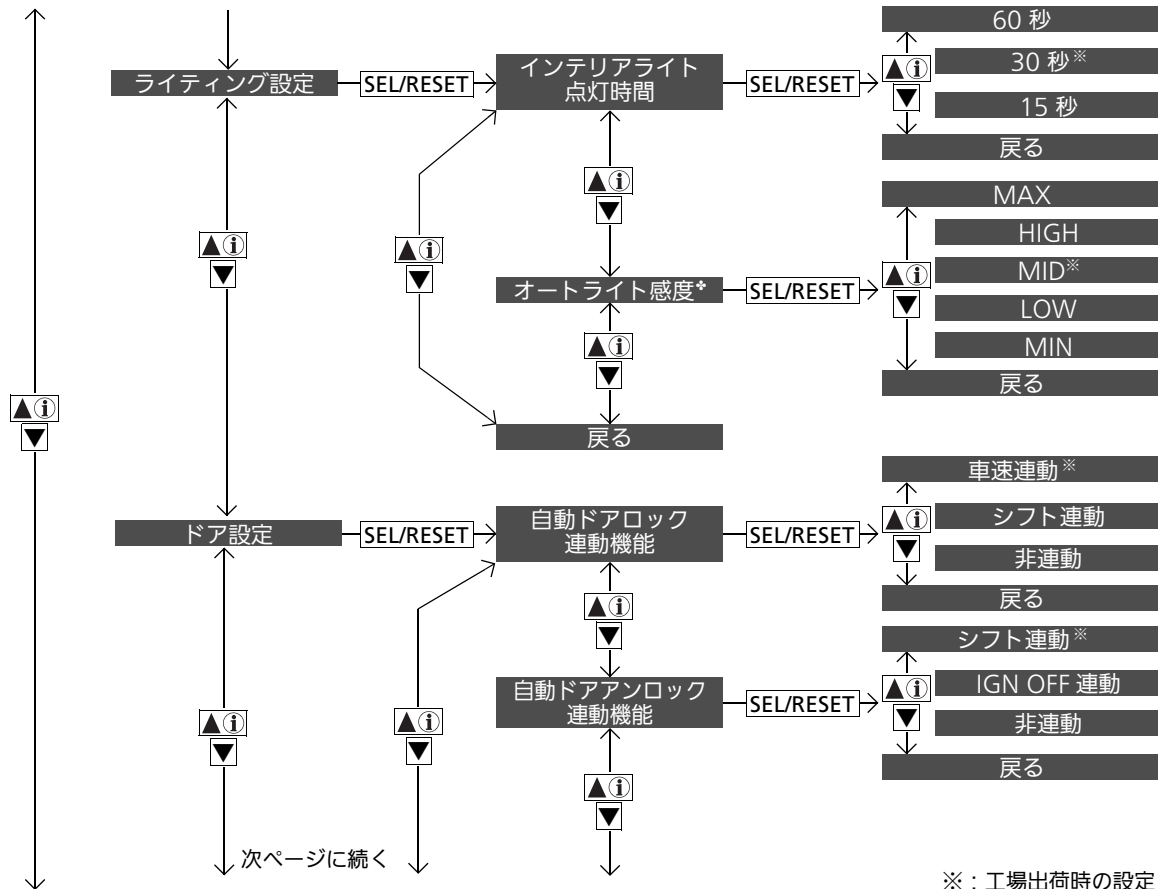 60 秒
ライティング設定
SEL/RESET
インテリアライト
点灯時間
SEL/RESET
▲ⓘ
▼
30 秒※
15 秒
戻る
▲ⓘ
▼
▲ⓘ
▼
▲ⓘ
▼
MAX
HIGH
オートライト感度✤
SEL/RESET
▲ⓘ
▼
MID※
LOW
MIN
戻る
▲ⓘ
▼
▲ⓘ
▼
戻る
車速連動※
ドア設定
SEL/RESET
自動ドアロック
連動機能
SEL/RESET
▲ⓘ
▼
シフト連動
非連動
戻る
▲ⓘ
▼
シフト連動※
自動ドアアンロック
連動機能
SEL/RESET
▲ⓘ
▼
IGN OFF 連動
非連動
戻る
▲ⓘ
▼
▲ⓘ
▼
▲ⓘ
▼
次ページに続く
※：工場出荷時の設定